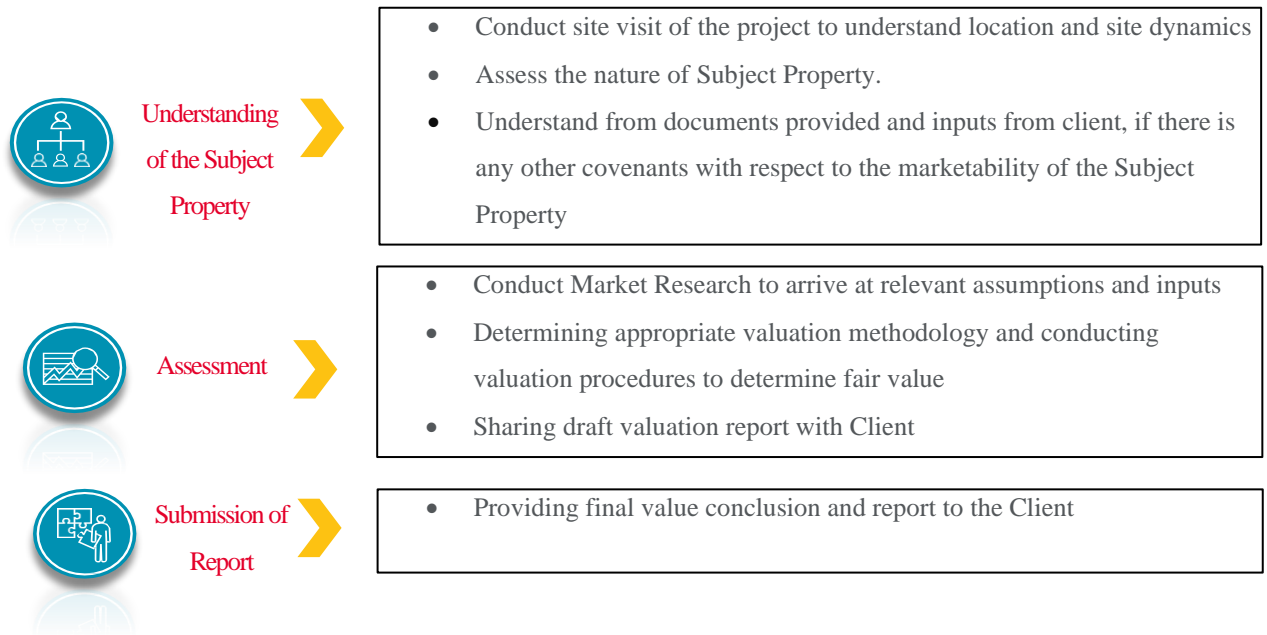 Understanding
of the Subject
Property
• Conduct site visit of the project to understand location and site dynamics
• Assess the nature of Subject Property.
• Understand from documents provided and inputs from client, if there is
any other covenants with respect to the marketability of the Subject
Property
Assessment
• Conduct Market Research to arrive at relevant assumptions and inputs
• Determining appropriate valuation methodology and conducting
valuation procedures to determine fair value
• Sharing draft valuation report with Client
Submission of
Report
• Providing final value conclusion and report to the Client